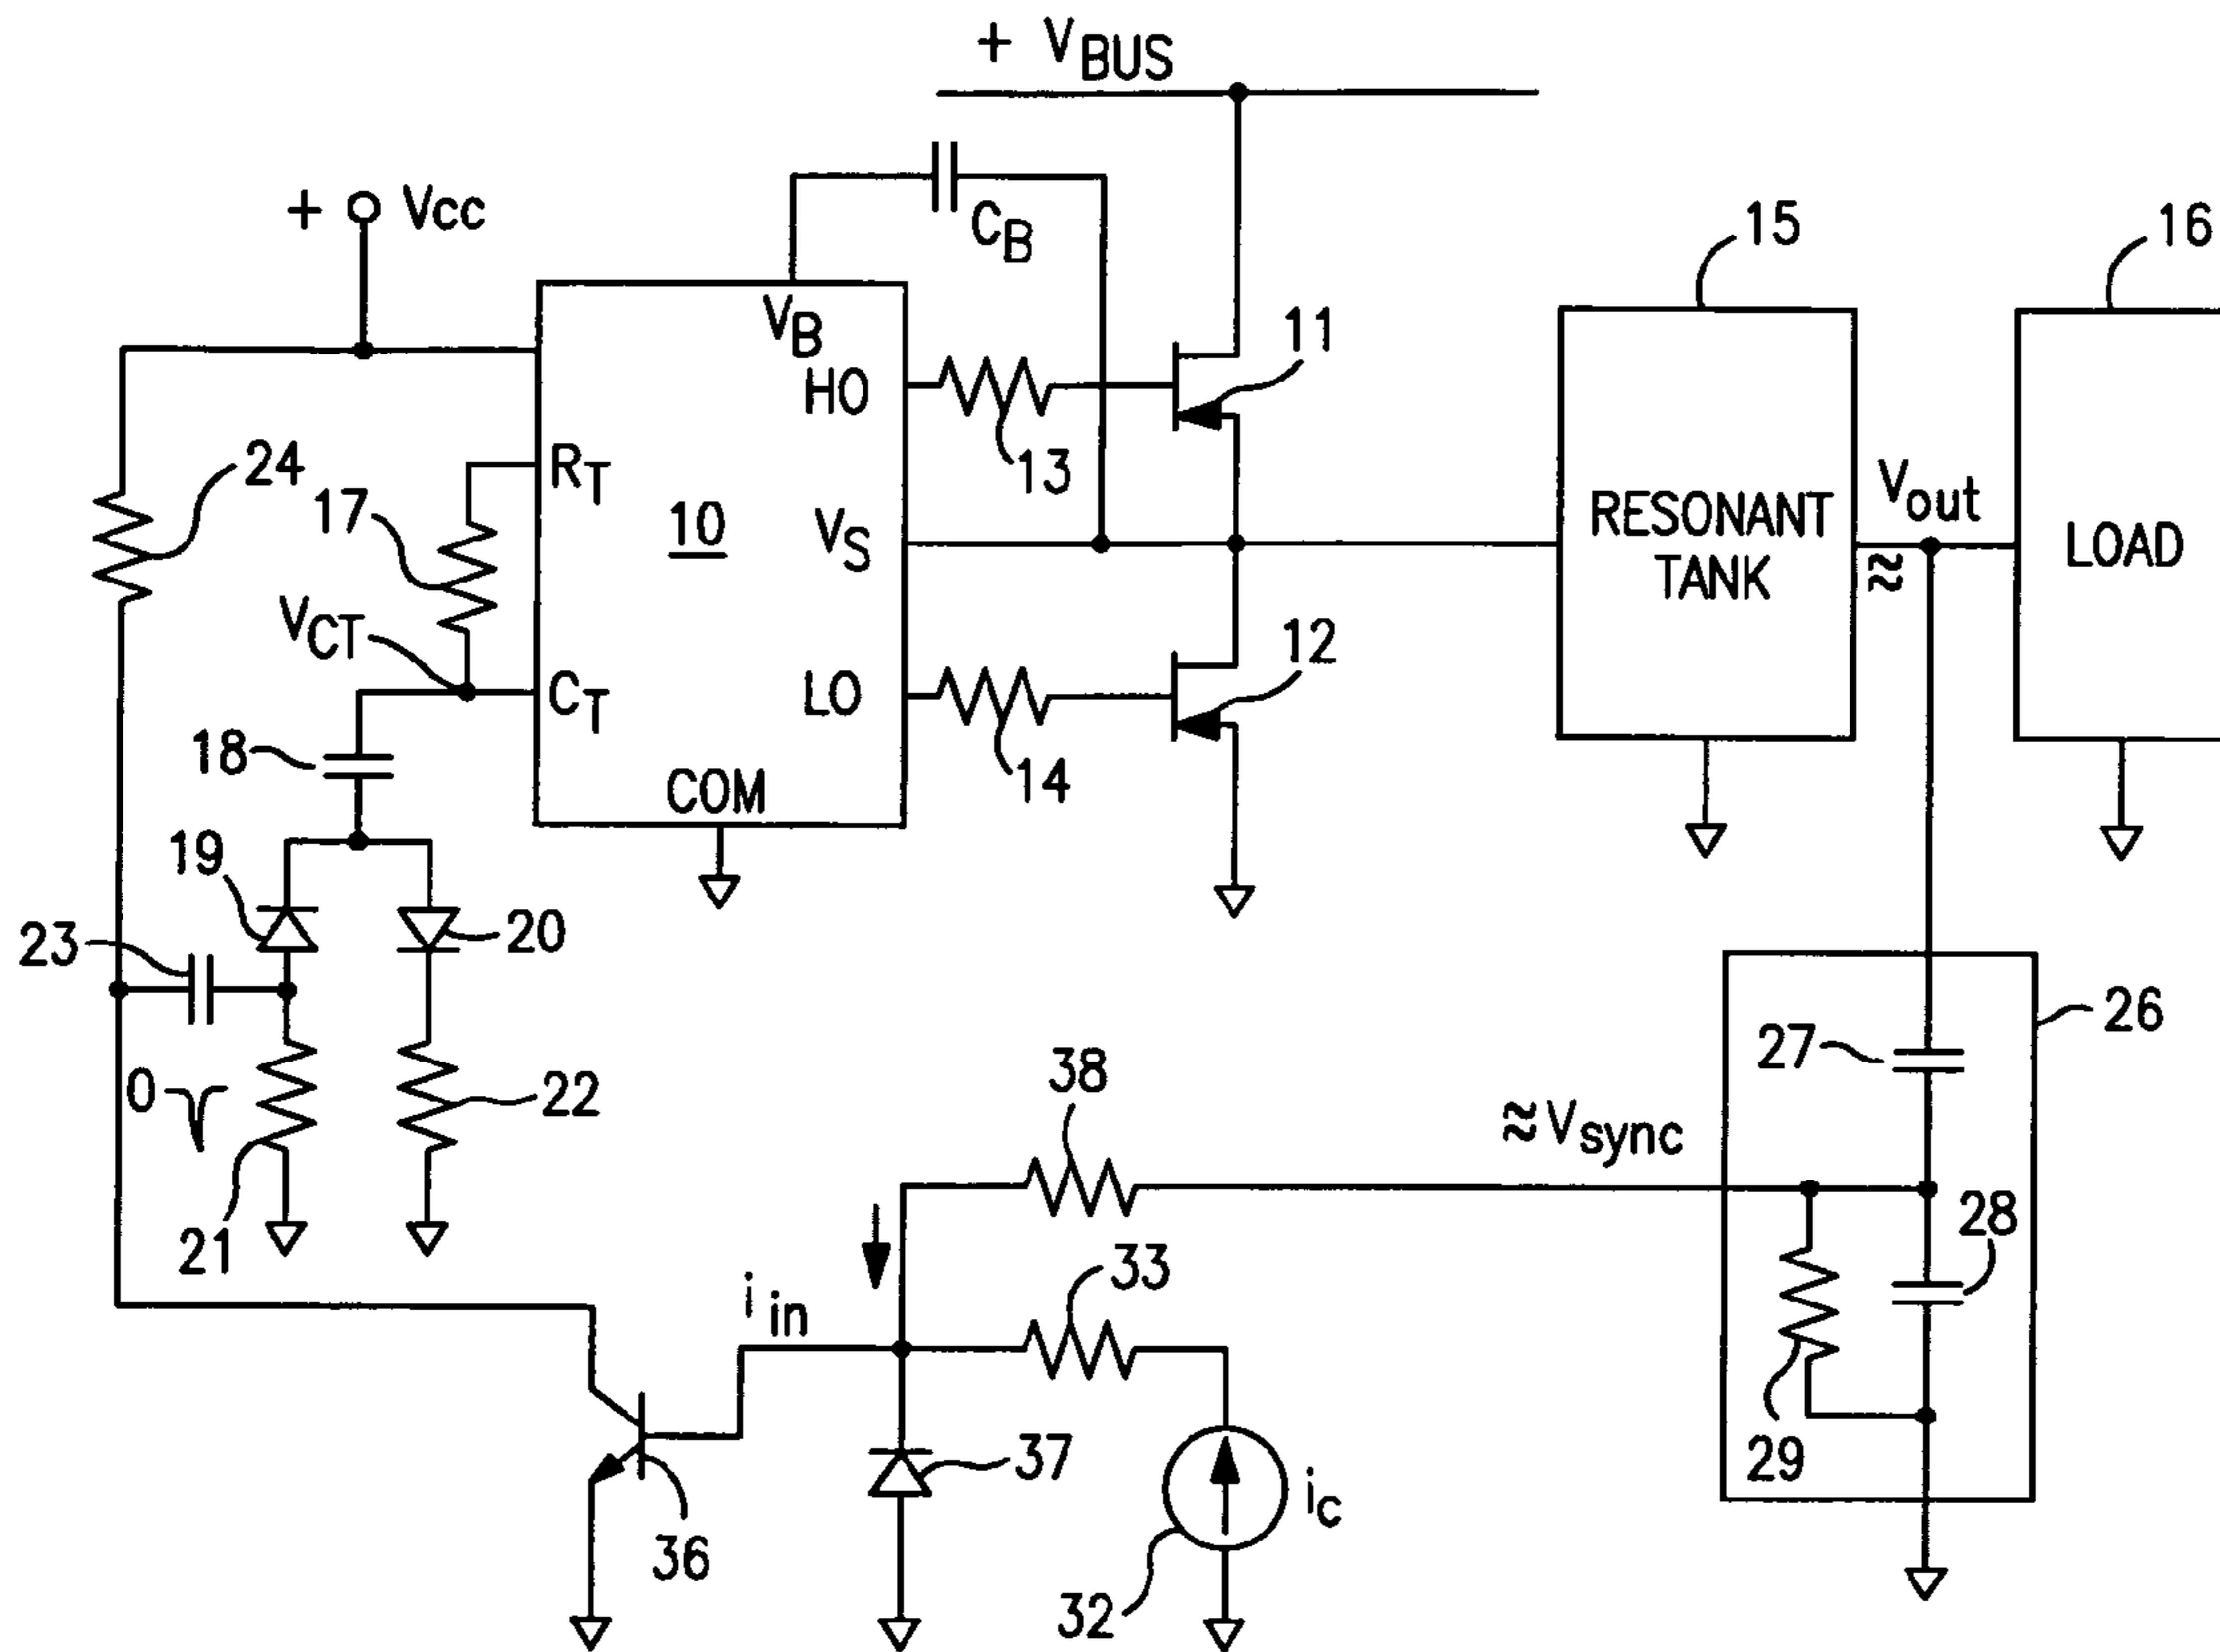 + VBUS
+ Vcc
CB
15
16
VB
11
HO
24
RT
13
17
10
VS
Vout
RESONANT
TANK
LOAD
VCT
12
CT
LO
18
14
COM
19
23
20
26
27
38
0
22
Vsync
28
21
33
i in
37
29
ic
36
32